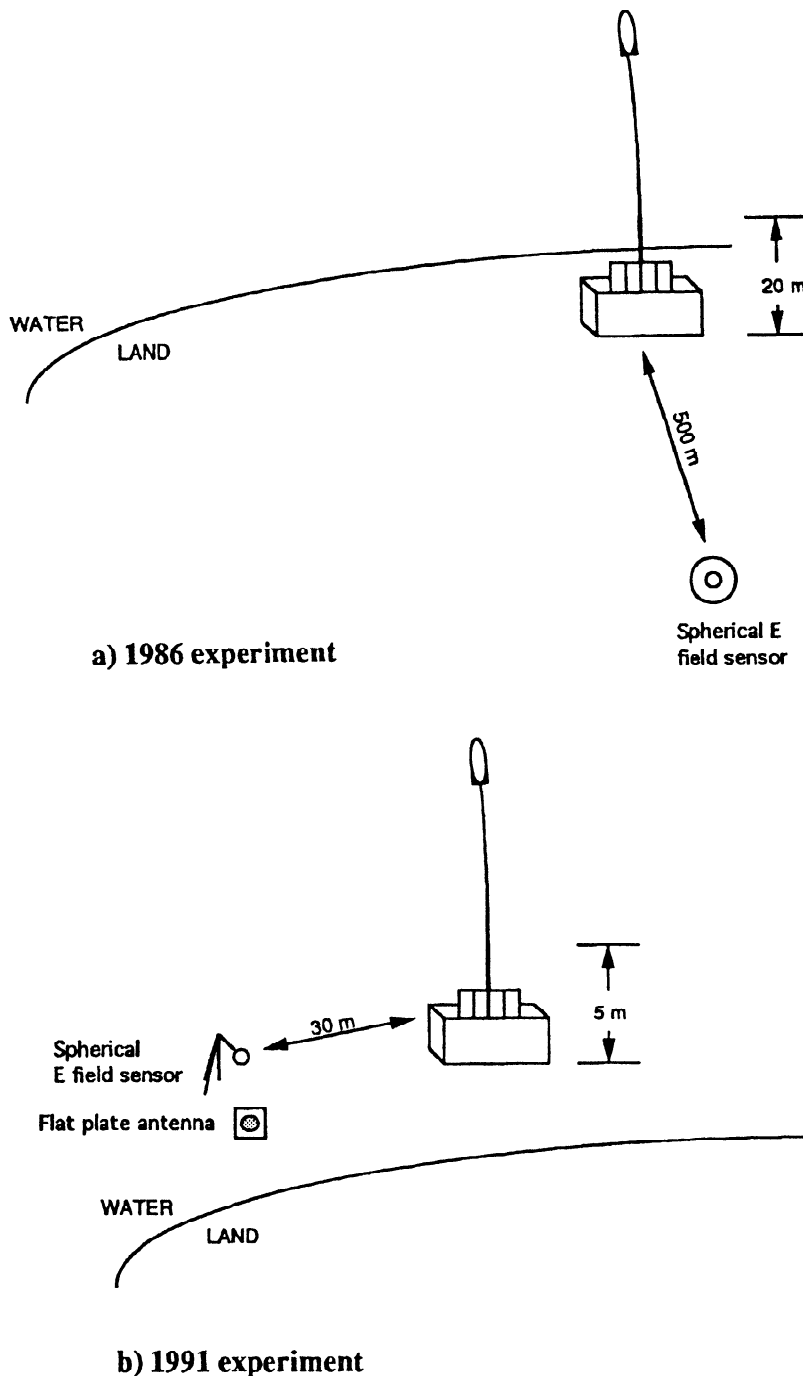 20 m
WATER
LAND
500 m
Spherical E
field sensor
a) 1986 experiment
5 m
30 m
Spherical
E field sensor
Flat plate antenna
WATER
LAND
b) 1991 experiment